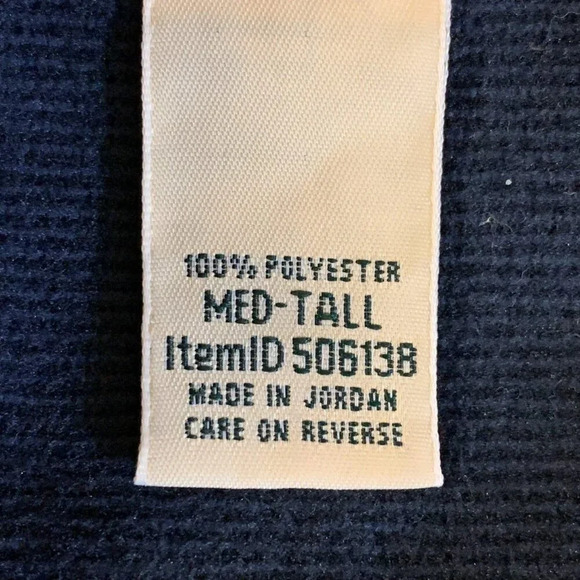 100% POLYESTER
MED-TALL
ItemID 506138
MADE IN JORDAN
CARE ON REVERSE